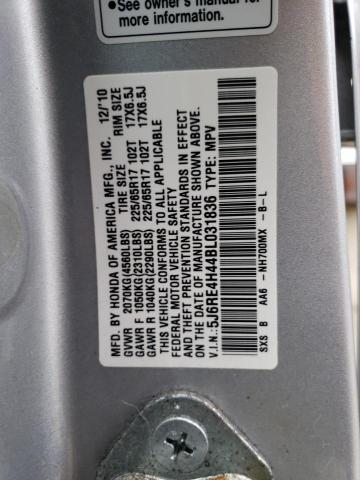 • See owner's manual for
more information.
MFD. BY HONDA OF AMERICA MFG., INC. 12/'10
TIRE SIZE RIM SIZE
GVWR 2070KG(4560LBS)
GAWR F 1050KG(2310LBS) 225/65R17 102T 17X6.5J
GAWR R 1040KG(2290LBS) 225/65R17 102T 17X6.5J
THIS VEHICLE CONFORMS TO ALL APPLICABLE
FEDERAL MOTOR VEHICLE SAFETY
AND THEFT PREVENTION STANDARDS IN EFFECT
ON THE DATE OF MANUFACTURE SHOWN ABOVE.
V.I.N.:5J6RE4H44BL031836 TYPE: MPV
SXS B AA6 -NH700MX -B-L